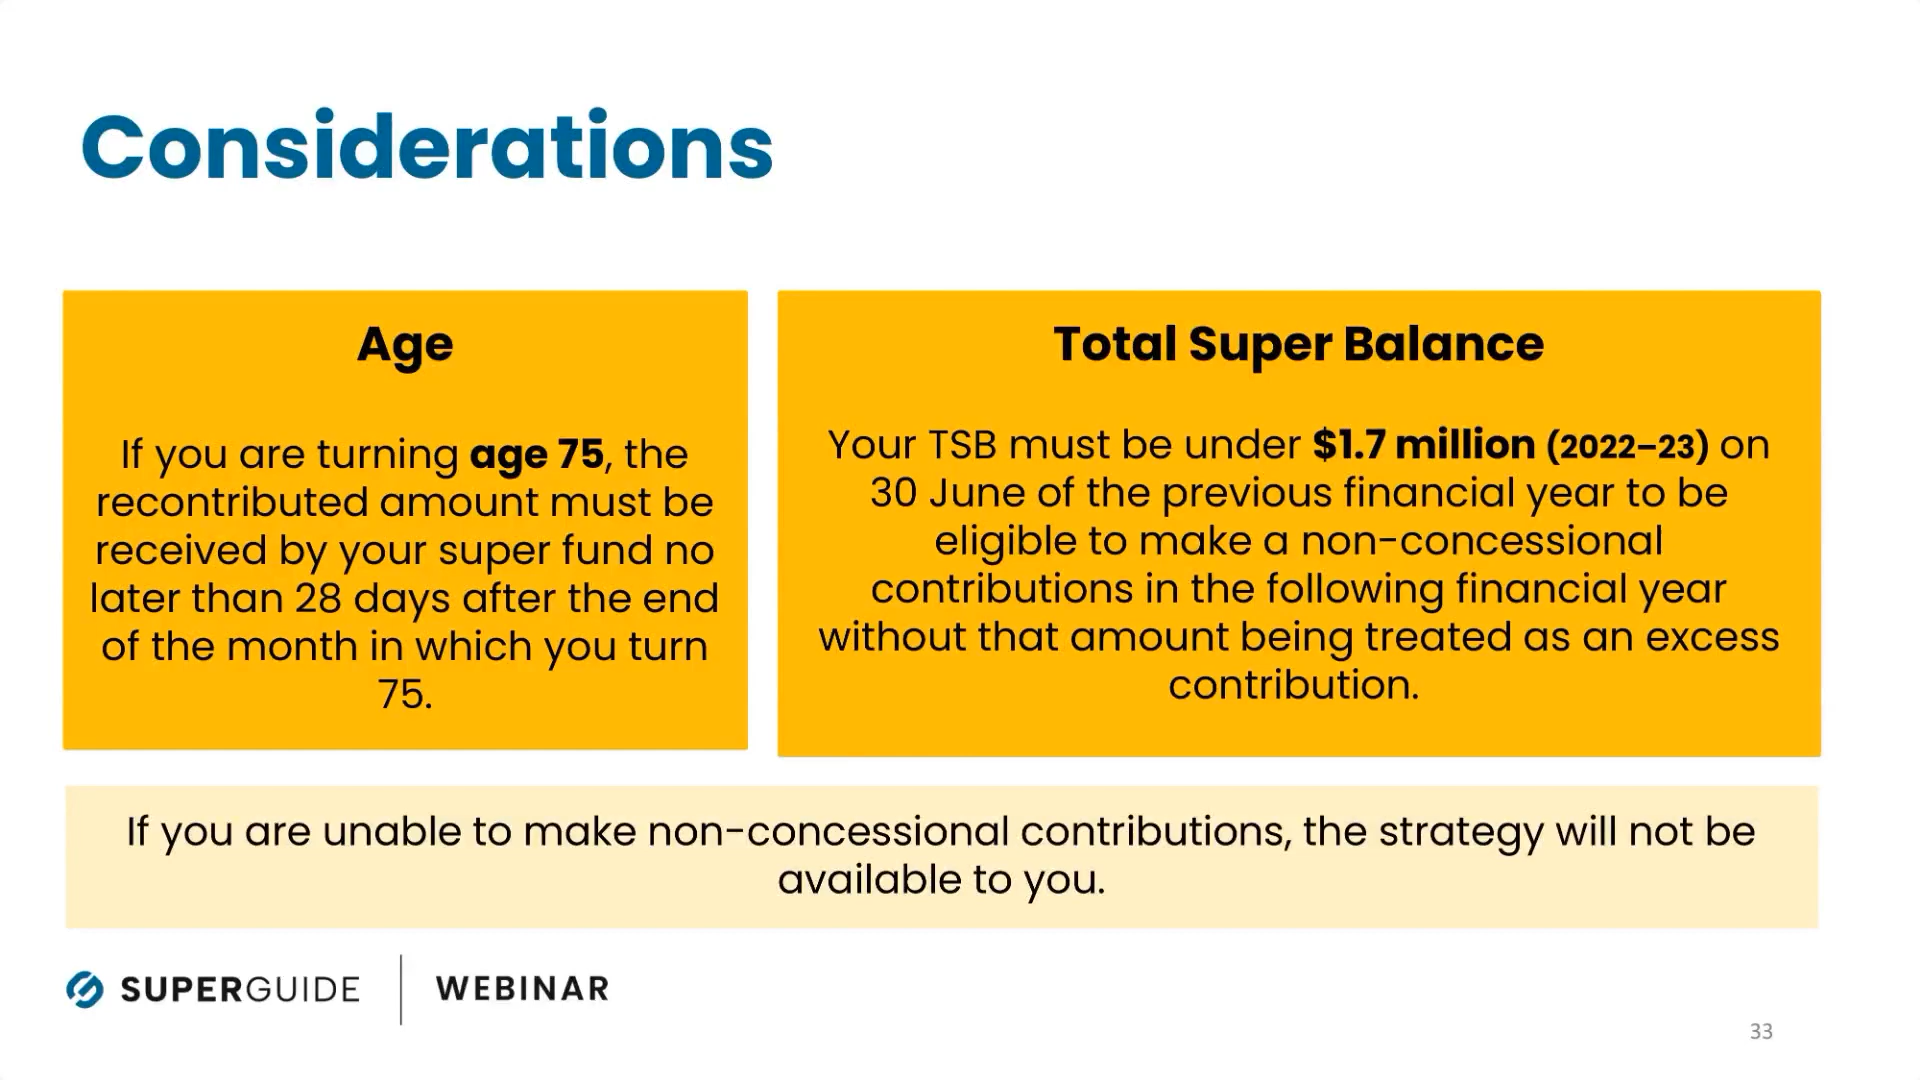 Considerations
Age
If you are turning age 75, the
recontributed amount must be
received by your super fund no
later than 28 days after the end
of the month in which you turn
75.
Total Super Balance
Your TSB must be under $1.7 million (2022–23) on
30 June of the previous financial year to be
eligible to make a non-concessional
contributions in the following financial year
without that amount being treated as an excess
contribution.
If you are unable to make non-concessional contributions, the strategy will not be
available to you.
SUPERGUIDE
WEBINAR
33